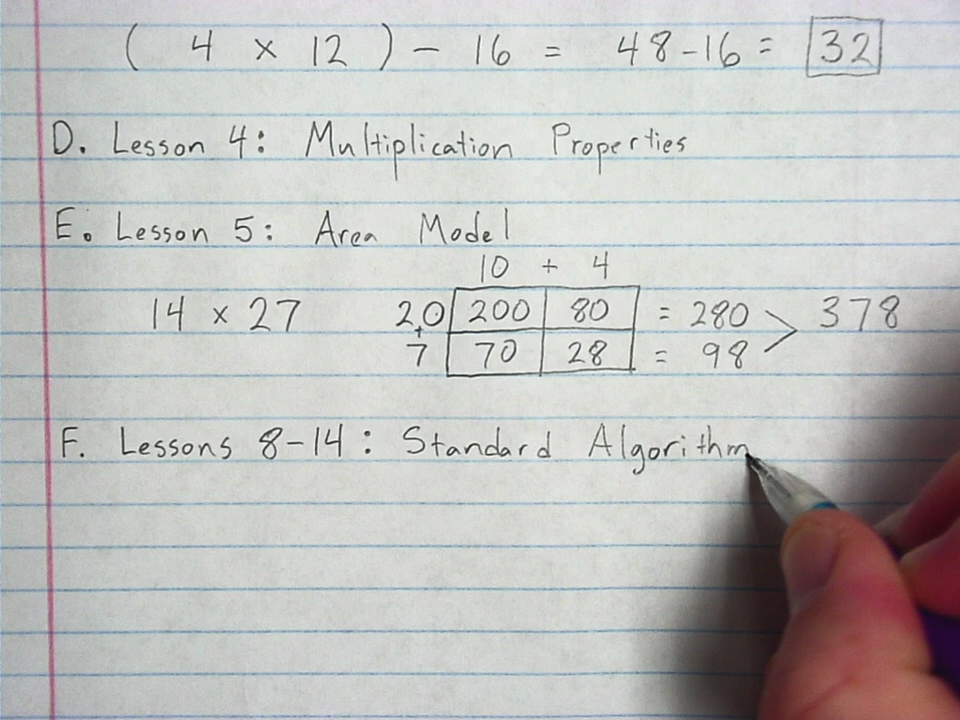 ( 4 × 12 ) - 16 = 48 - 16 = 32
D. Lesson 4: Multiplication Properties
E. Lesson 5: Area Model
10 + 4
14 × 27 20 200 80 = 280 > 378
+
7 70 28 = 98
F. Lessons 8-14: Standard Algorithm